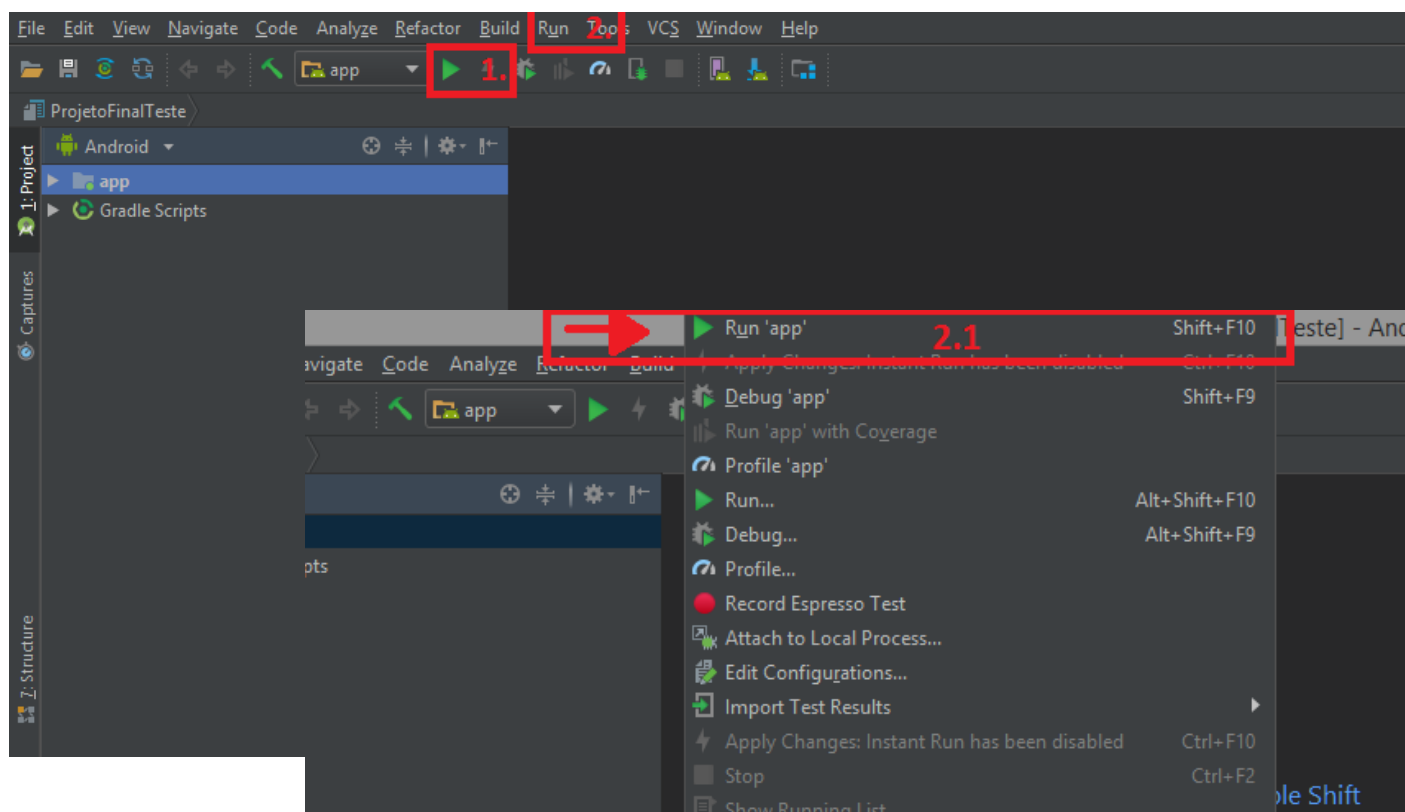 File Edit View Navigate Code Analyze Refactor Build Run Tools VCS Window Help
2.
app
1.
ProjetoFinalTeste
Android
app
Gradle Scripts
1: Project
Captures
7: Structure
Run 'app' Shift+F10
2.1
Teste] - And
avigate Code Analyze Refactor Build
Apply Changes: Instant Run has been disabled Ctrl+F10
app
Debug 'app' Shift+F9
Run 'app' with Coverage
Profile 'app'
Run... Alt+Shift+F10
Debug... Alt+Shift+F9
pts
Profile...
Record Espresso Test
Attach to Local Process...
Edit Configurations...
Import Test Results
Apply Changes: Instant Run has been disabled Ctrl+F10
Stop Ctrl+F2
ble Shift
Show Running List